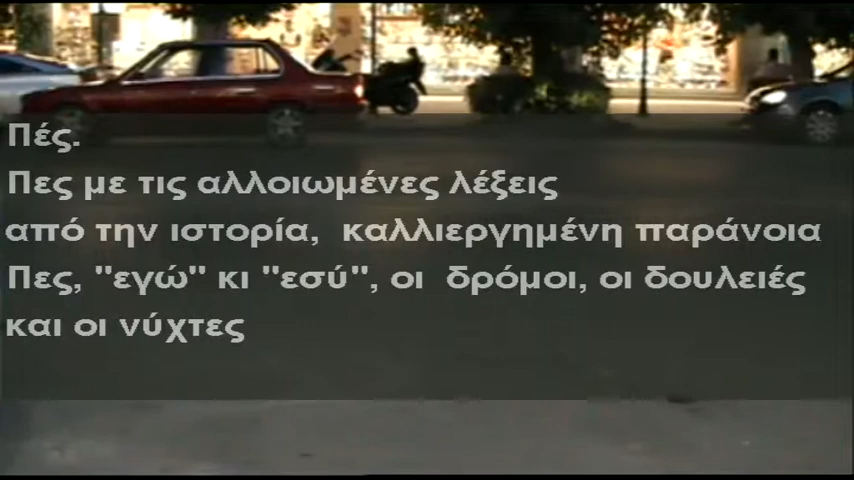 Πές.
Πες με τις αλλοιωμένες λέξεις
από την ιστορία, καλλιεργημένη παράνοια
Πες, "εγώ" κι "εσύ", οι δρόμοι, οι δουλειές
και οι νύχτες